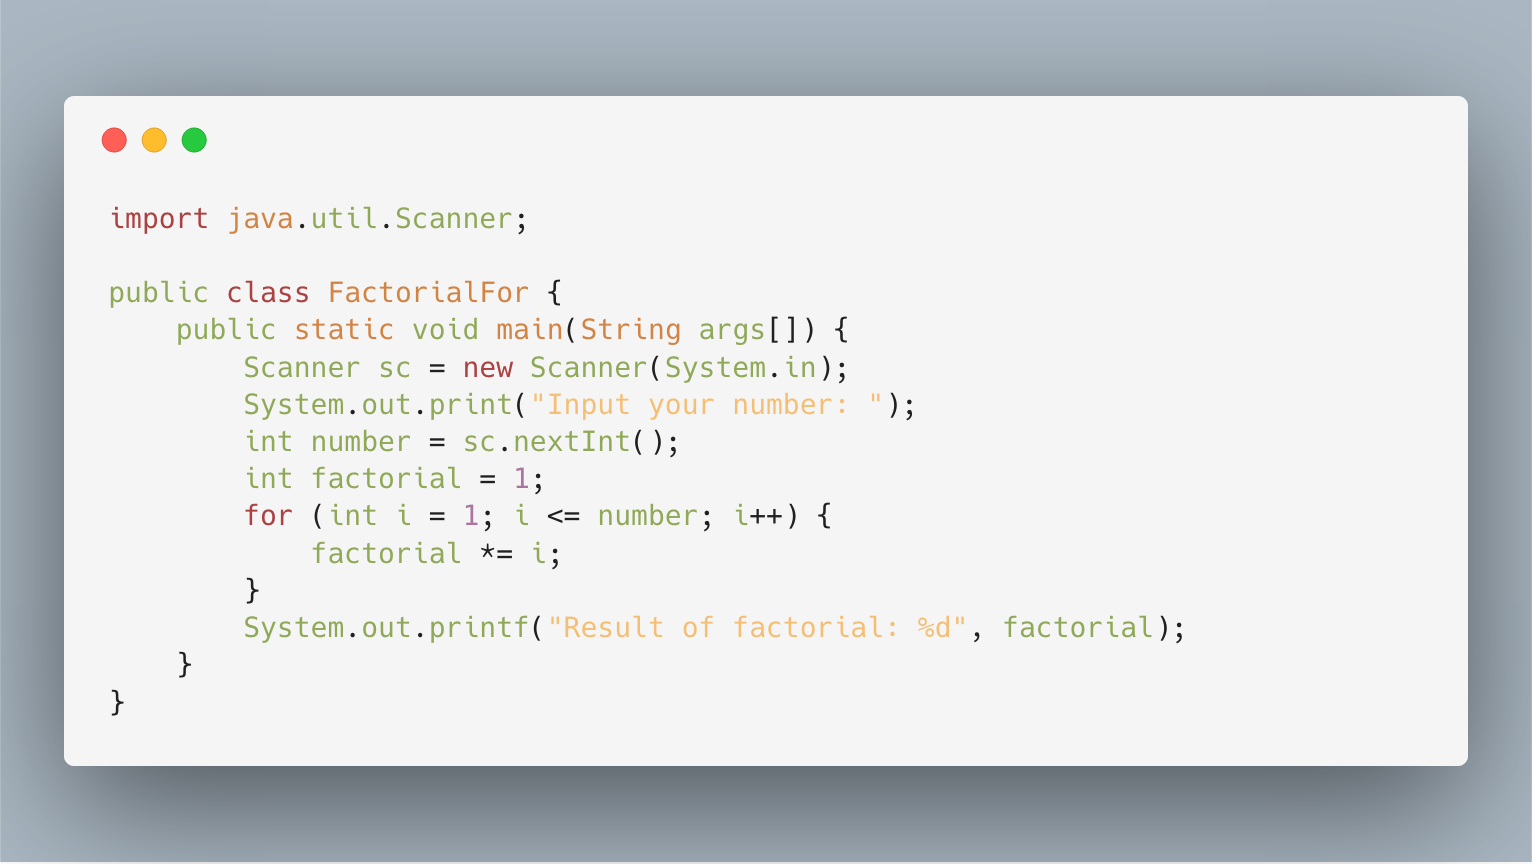 import java.util.Scanner;

public class FactorialFor {
    public static void main(String args[]) {
        Scanner sc = new Scanner(System.in);
        System.out.print("Input your number: ");
        int number = sc.nextInt();
        int factorial = 1;
        for (int i = 1; i <= number; i++) {
            factorial *= i;
        }
        System.out.printf("Result of factorial: %d", factorial);
    }
}